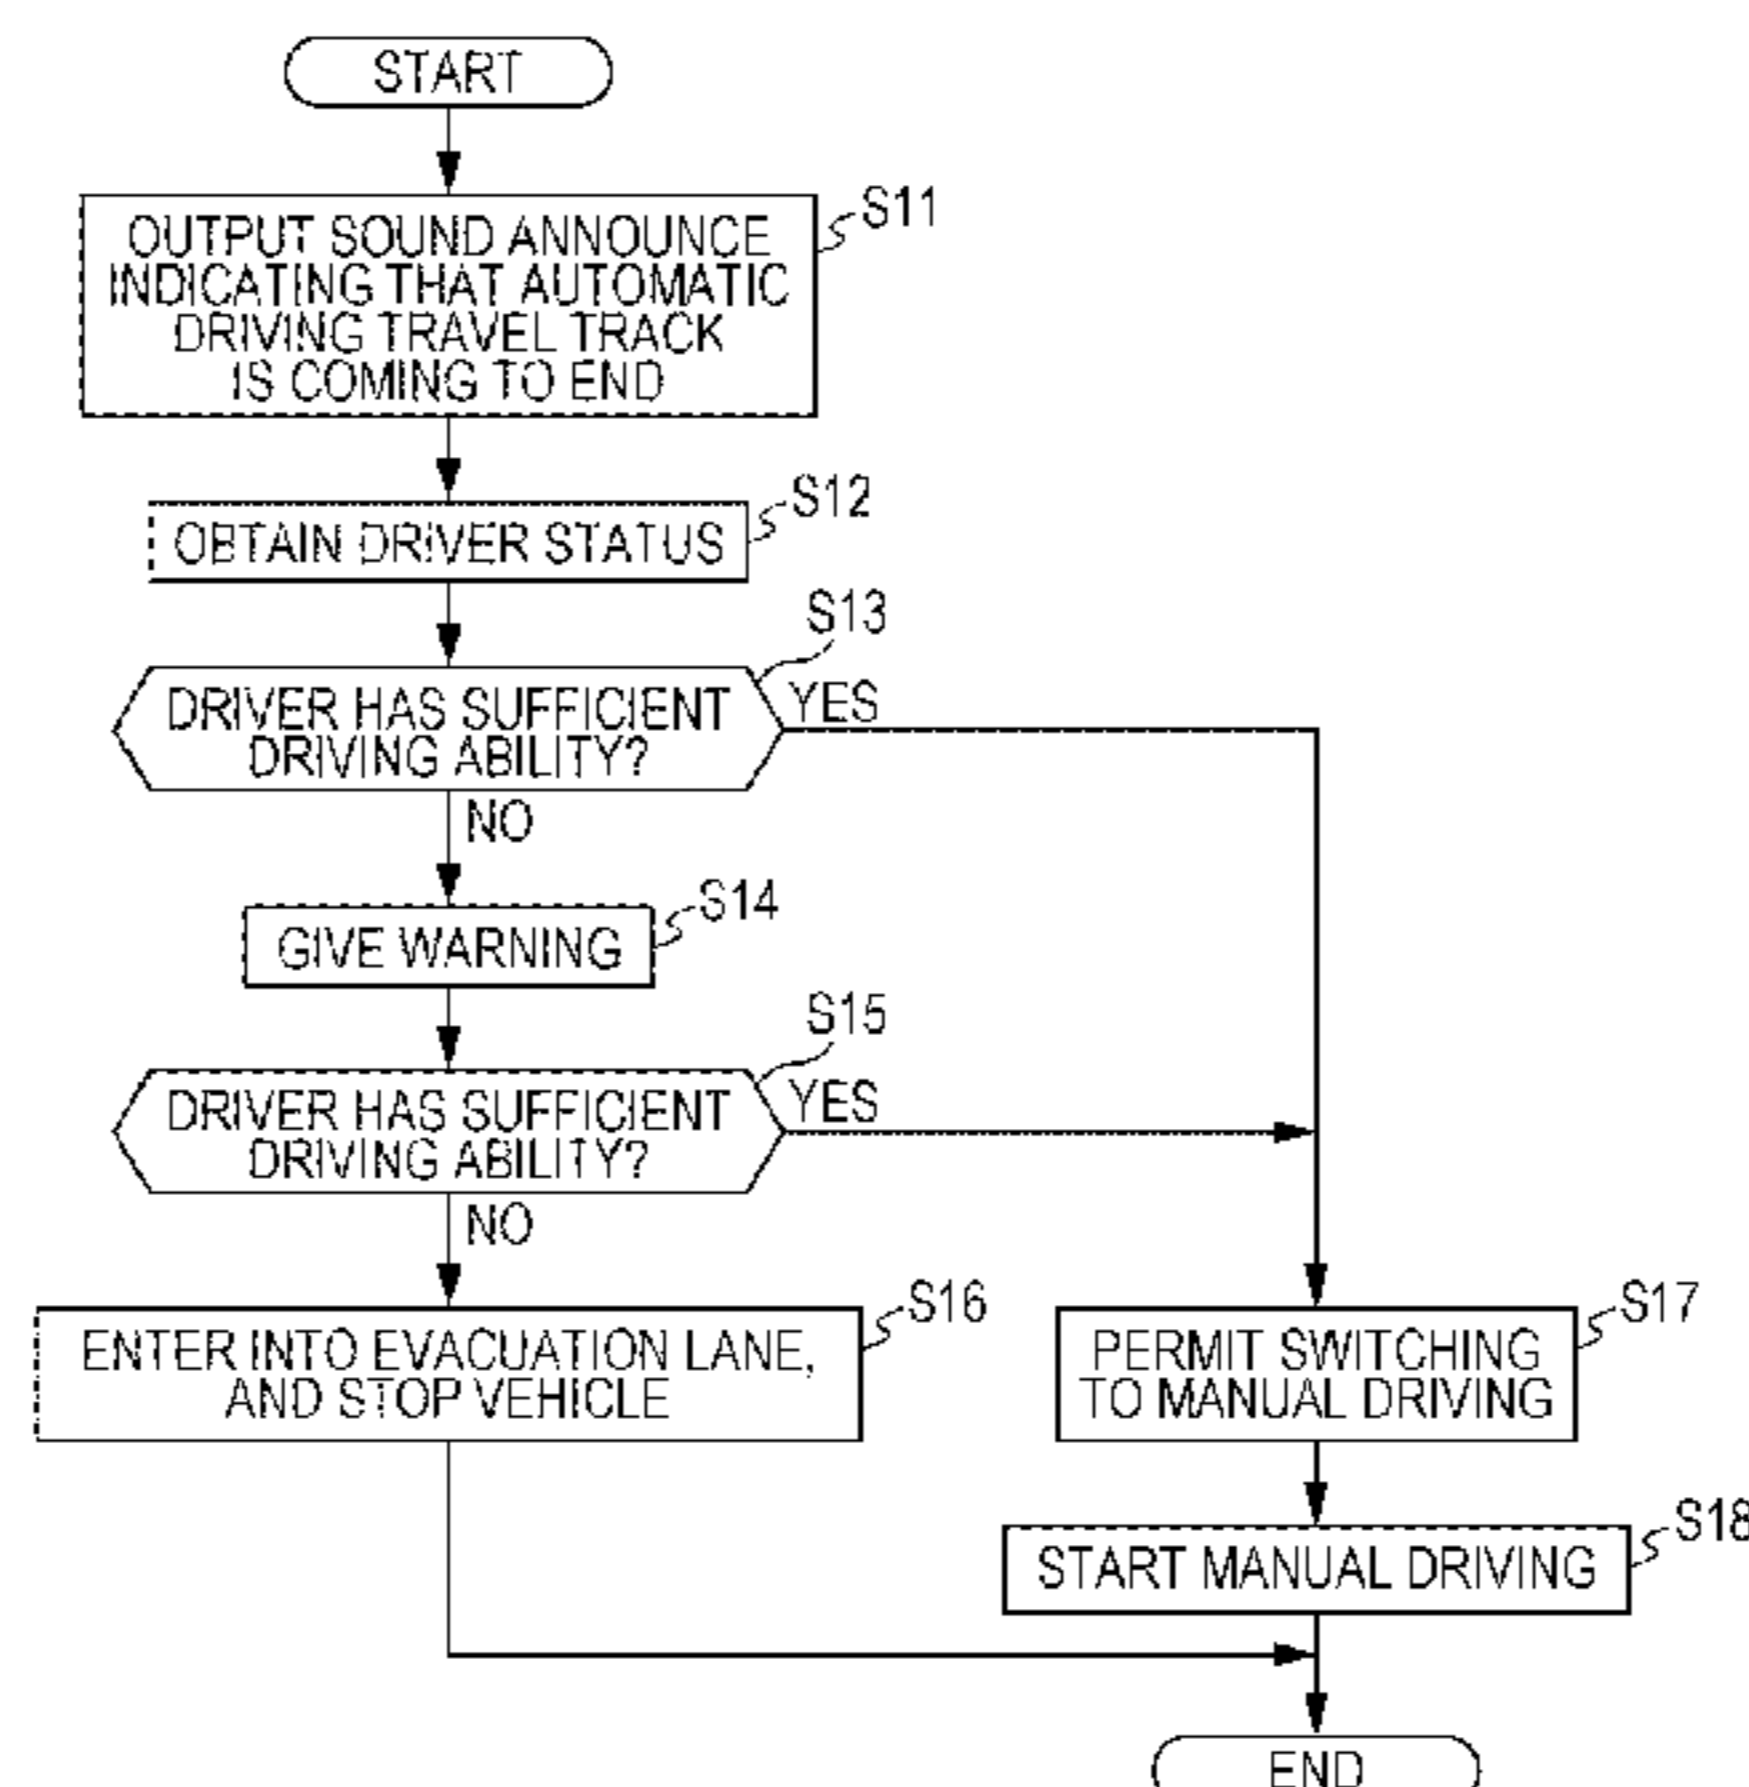 START
S11
OUTPUT SOUND ANNOUNCE
INDICATING THAT AUTOMATIC
DRIVING TRAVEL TRACK
IS COMING TO END
S12
OBTAIN DRIVER STATUS
S13
DRIVER HAS SUFFICIENT
DRIVING ABILITY?
YES
NO
S14
GIVE WARNING
S15
DRIVER HAS SUFFICIENT
DRIVING ABILITY?
YES
NO
S16
ENTER INTO EVACUATION LANE,
AND STOP VEHICLE
S17
PERMIT SWITCHING
TO MANUAL DRIVING
S18
START MANUAL DRIVING
END